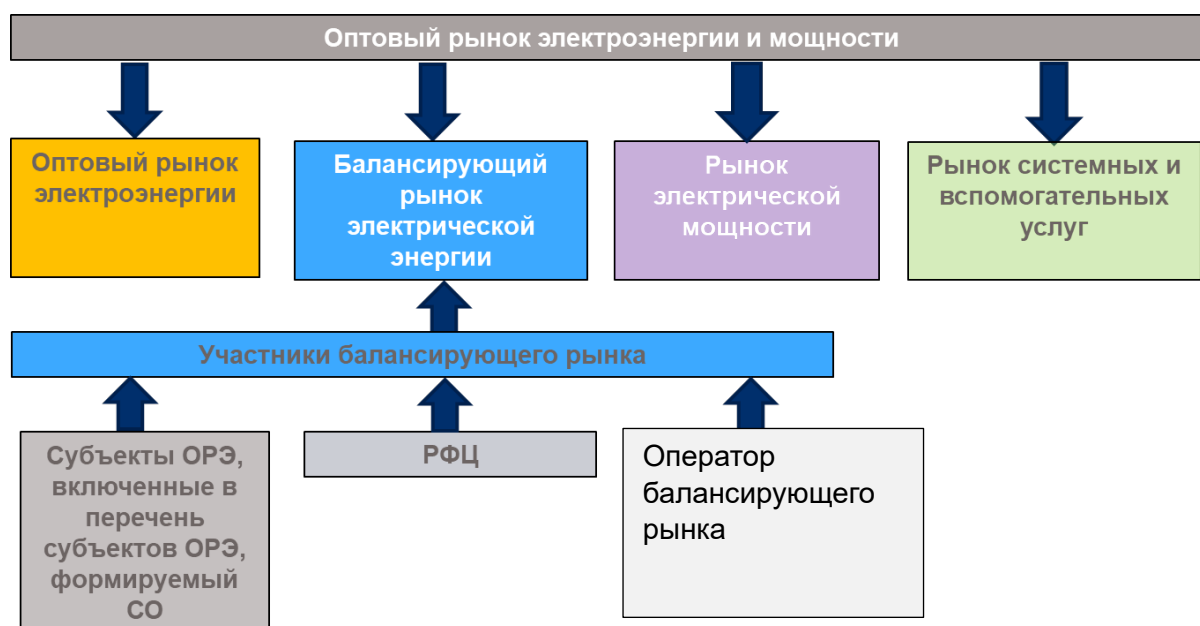 Оптовый рынок электроэнергии и мощности
Оптовый рынок
электроэнергии
Балансирующий
рынок
электрической
энергии
Рынок
электрической
мощности
Рынок системных и
вспомогательных
услуг
Участники балансирующего рынка
Субъекты ОРЭ,
включенные в
перечень
субъектов ОРЭ,
формируемый
СО
РФЦ
Оператор
балансирующего
рынка